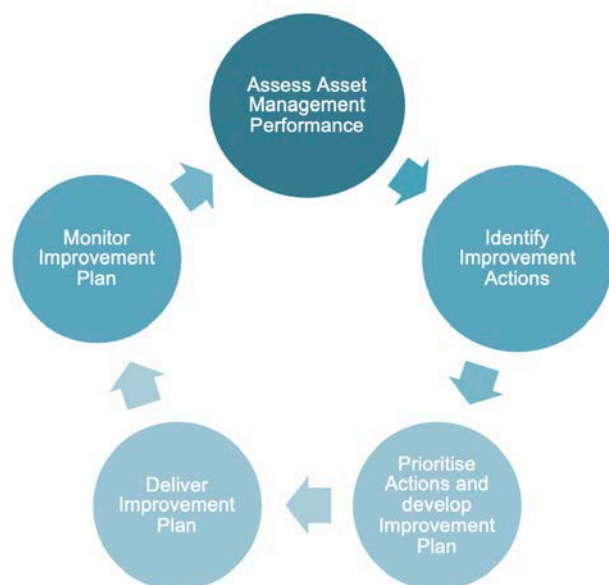 Assess Asset
Management
Performance
Identify
Improvement
Actions
Prioritise
Actions and
develop
Improvement
Plan
Deliver
Improvement
Plan
Monitor
Improvement
Plan